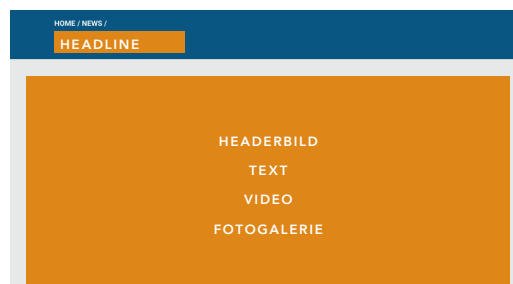 HOME / NEWS /
HEADLINE
HEADERBILD
TEXT
VIDEO
FOTOGALERIE